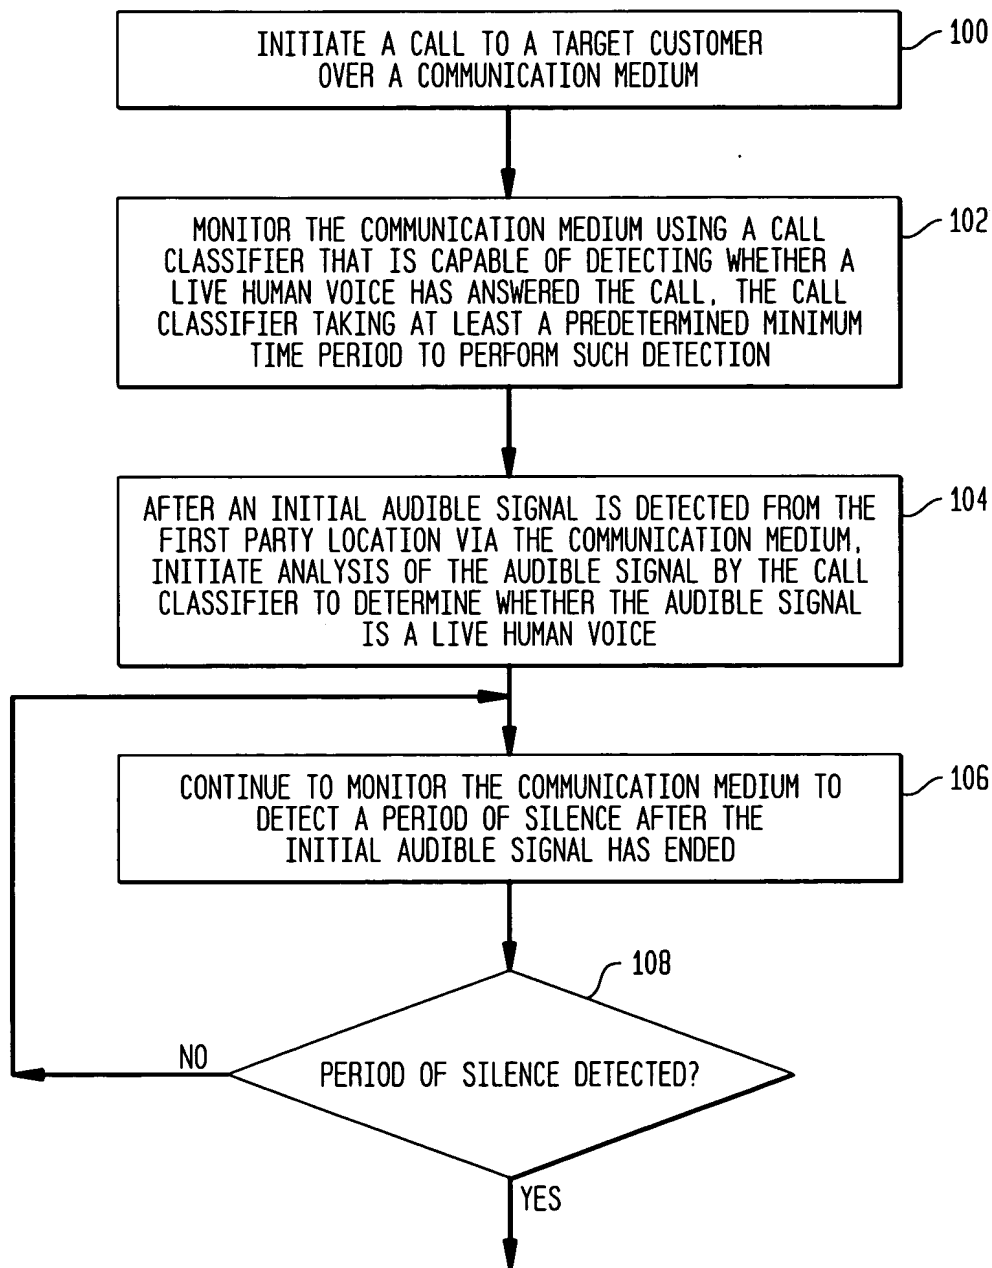 INITIATE A CALL TO A TARGET CUSTOMER
OVER A COMMUNICATION MEDIUM
100
MONITOR THE COMMUNICATION MEDIUM USING A CALL
CLASSIFIER THAT IS CAPABLE OF DETECTING WHETHER A
LIVE HUMAN VOICE HAS ANSWERED THE CALL, THE CALL
CLASSIFIER TAKING AT LEAST A PREDETERMINED MINIMUM
TIME PERIOD TO PERFORM SUCH DETECTION
102
AFTER AN INITIAL AUDIBLE SIGNAL IS DETECTED FROM THE
FIRST PARTY LOCATION VIA THE COMMUNICATION MEDIUM,
INITIATE ANALYSIS OF THE AUDIBLE SIGNAL BY THE CALL
CLASSIFIER TO DETERMINE WHETHER THE AUDIBLE SIGNAL
IS A LIVE HUMAN VOICE
104
CONTINUE TO MONITOR THE COMMUNICATION MEDIUM TO
DETECT A PERIOD OF SILENCE AFTER THE
INITIAL AUDIBLE SIGNAL HAS ENDED
106
108
NO
PERIOD OF SILENCE DETECTED?
YES